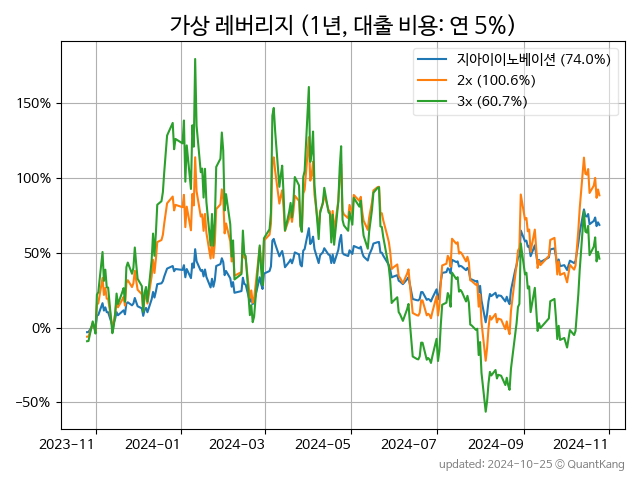 가상 레버리지 (1년, 대출 비용: 연 5%)
지아이이노베이션 (74.0%)
2x (100.6%)
3x (60.7%)
150%
100%
50%
0%
−50%
2023-11 2024-01 2024-03 2024-05 2024-07 2024-09 2024-11
updated: 2024-10-25 © QuantKang